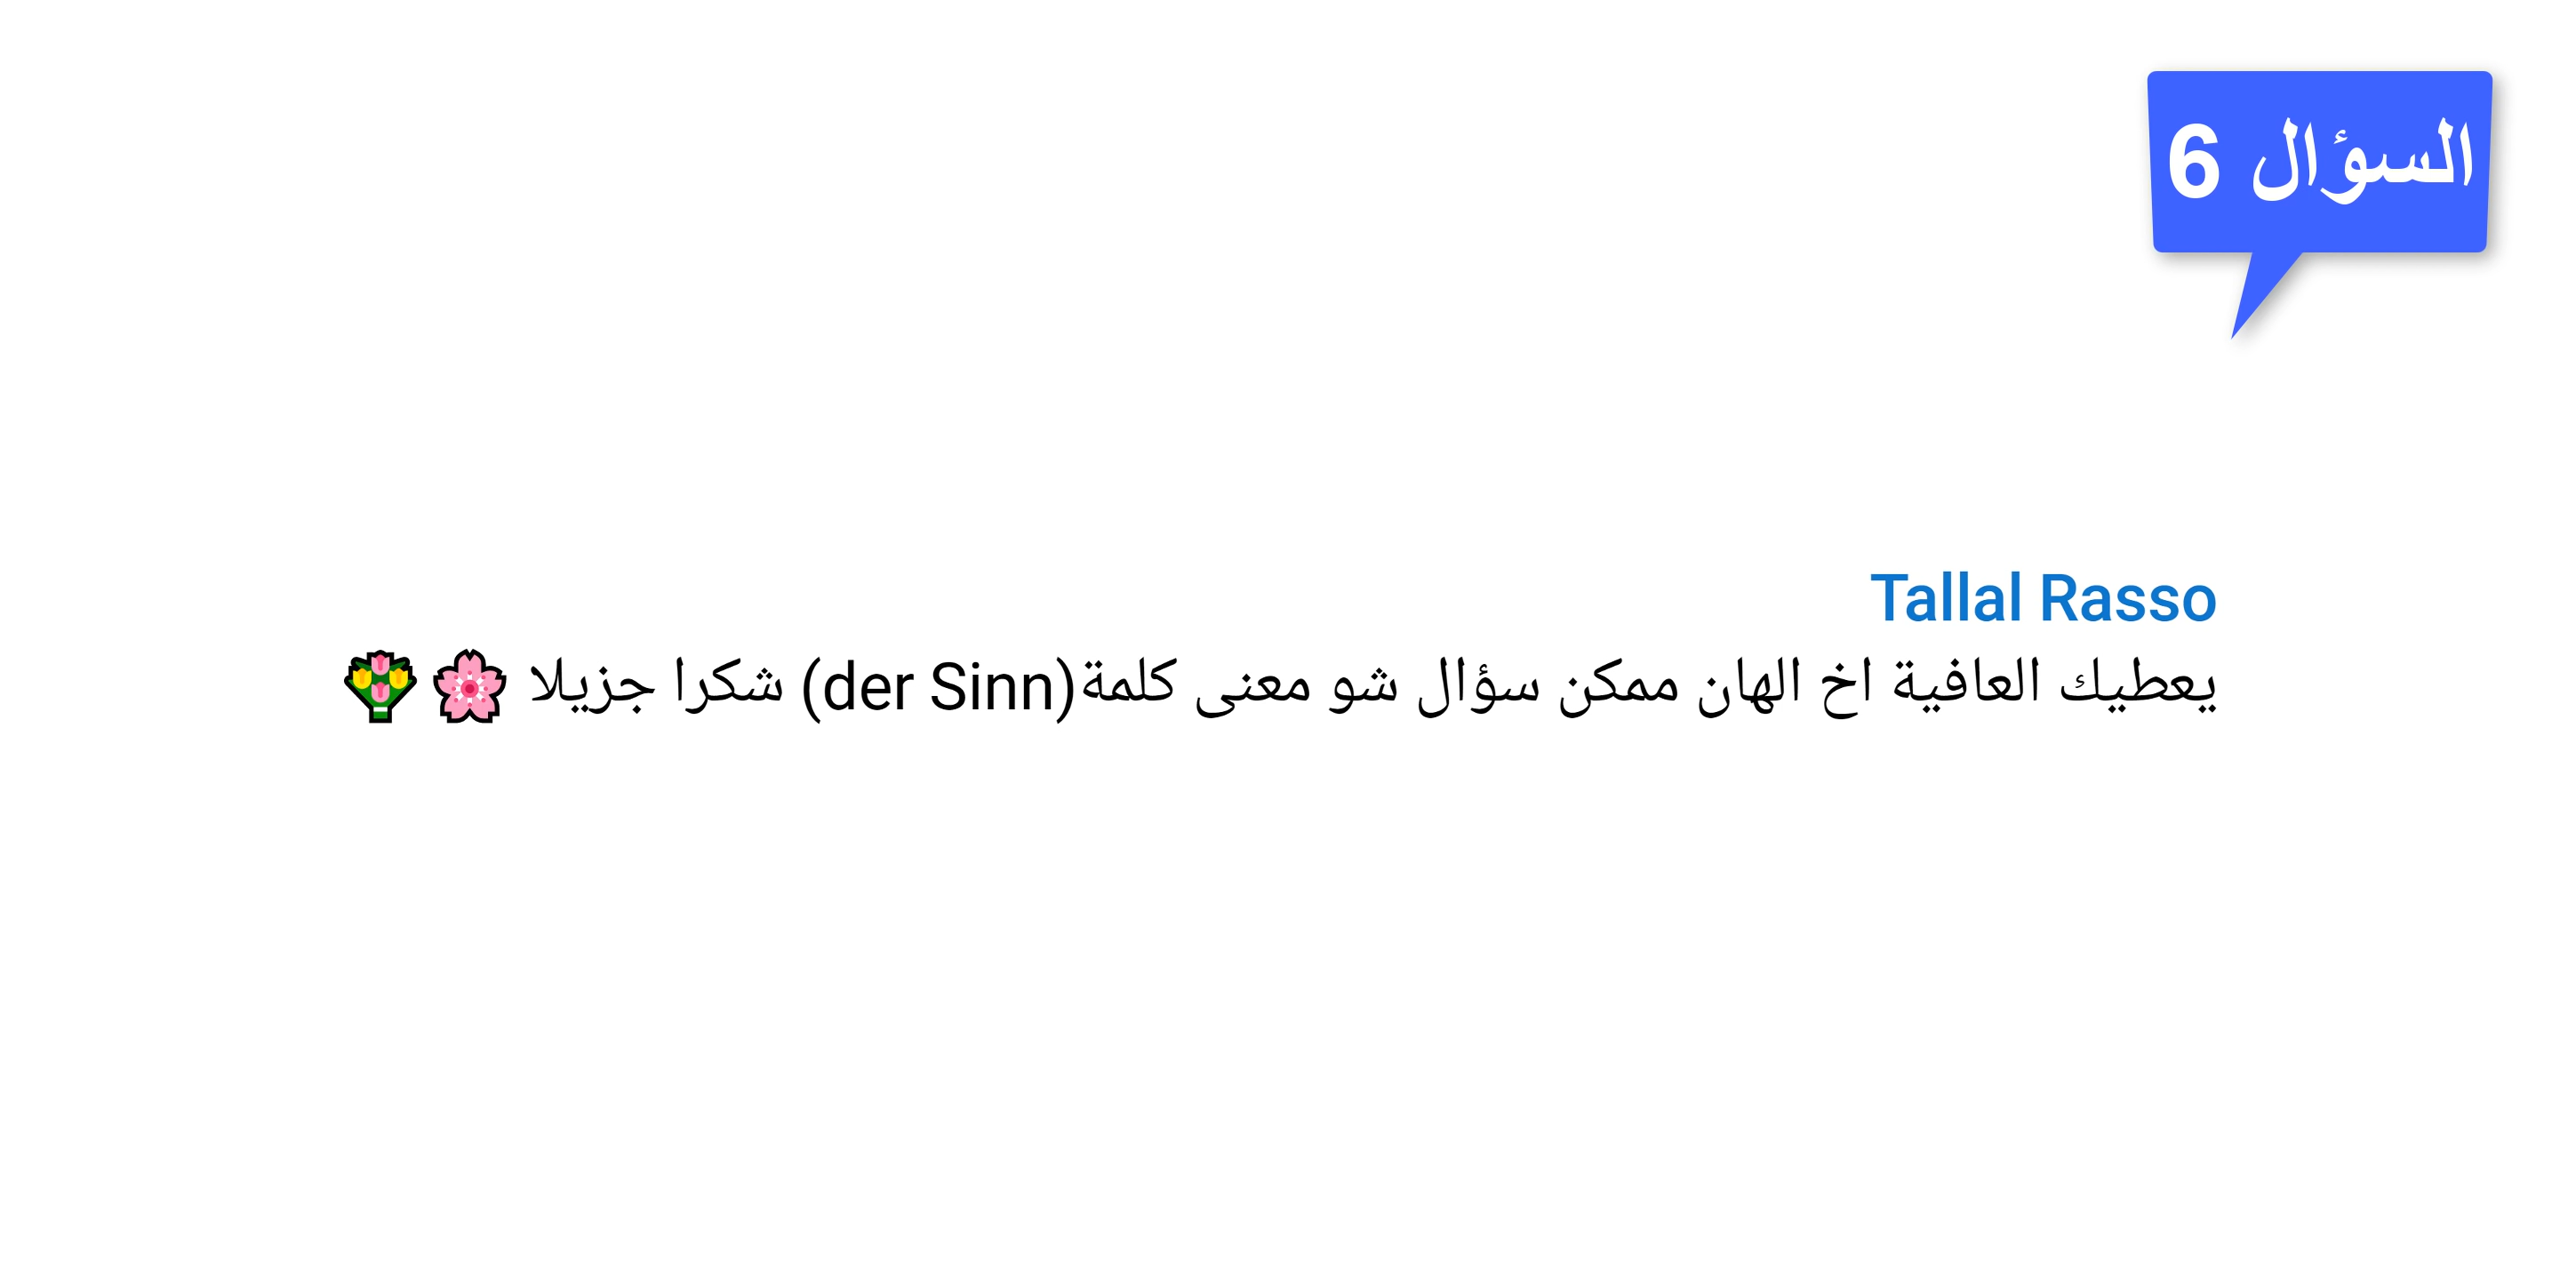 السؤال 6
Tallal Rasso
يعطيك العافية اخ الهان ممكن سؤال شو معنى كلمة(der Sinn) شكرا جزيلا 🌸💐